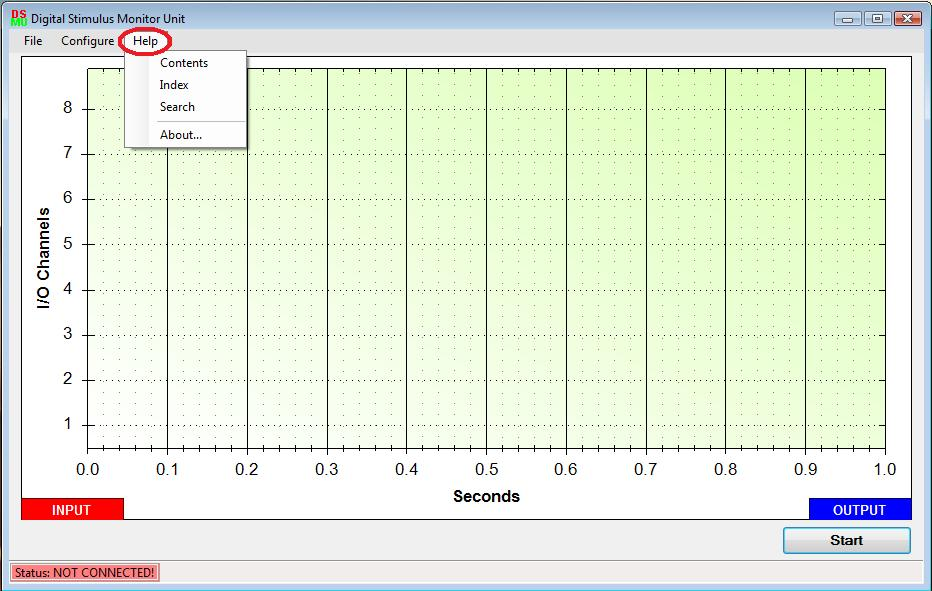 DS
MU Digital Stimulus Monitor Unit
File Configure Help
Contents
Index
Search
About...
I/O Channels
8
7
6
5
4
3
2
1
0.0 0.1 0.2 0.3 0.4 0.5 0.6 0.7 0.8 0.9 1.0
Seconds
INPUT OUTPUT
Start
Status: NOT CONNECTED!